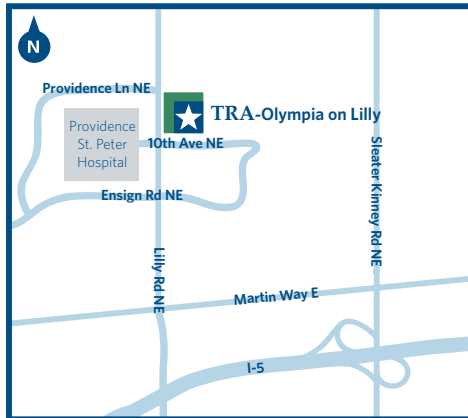 N
Providence Ln NE
TRA-Olympia on Lilly
Providence
St. Peter
Hospital
10th Ave NE
Sleater Kinney Rd NE
Ensign Rd NE
Lilly Rd NE
Martin Way E
I-5